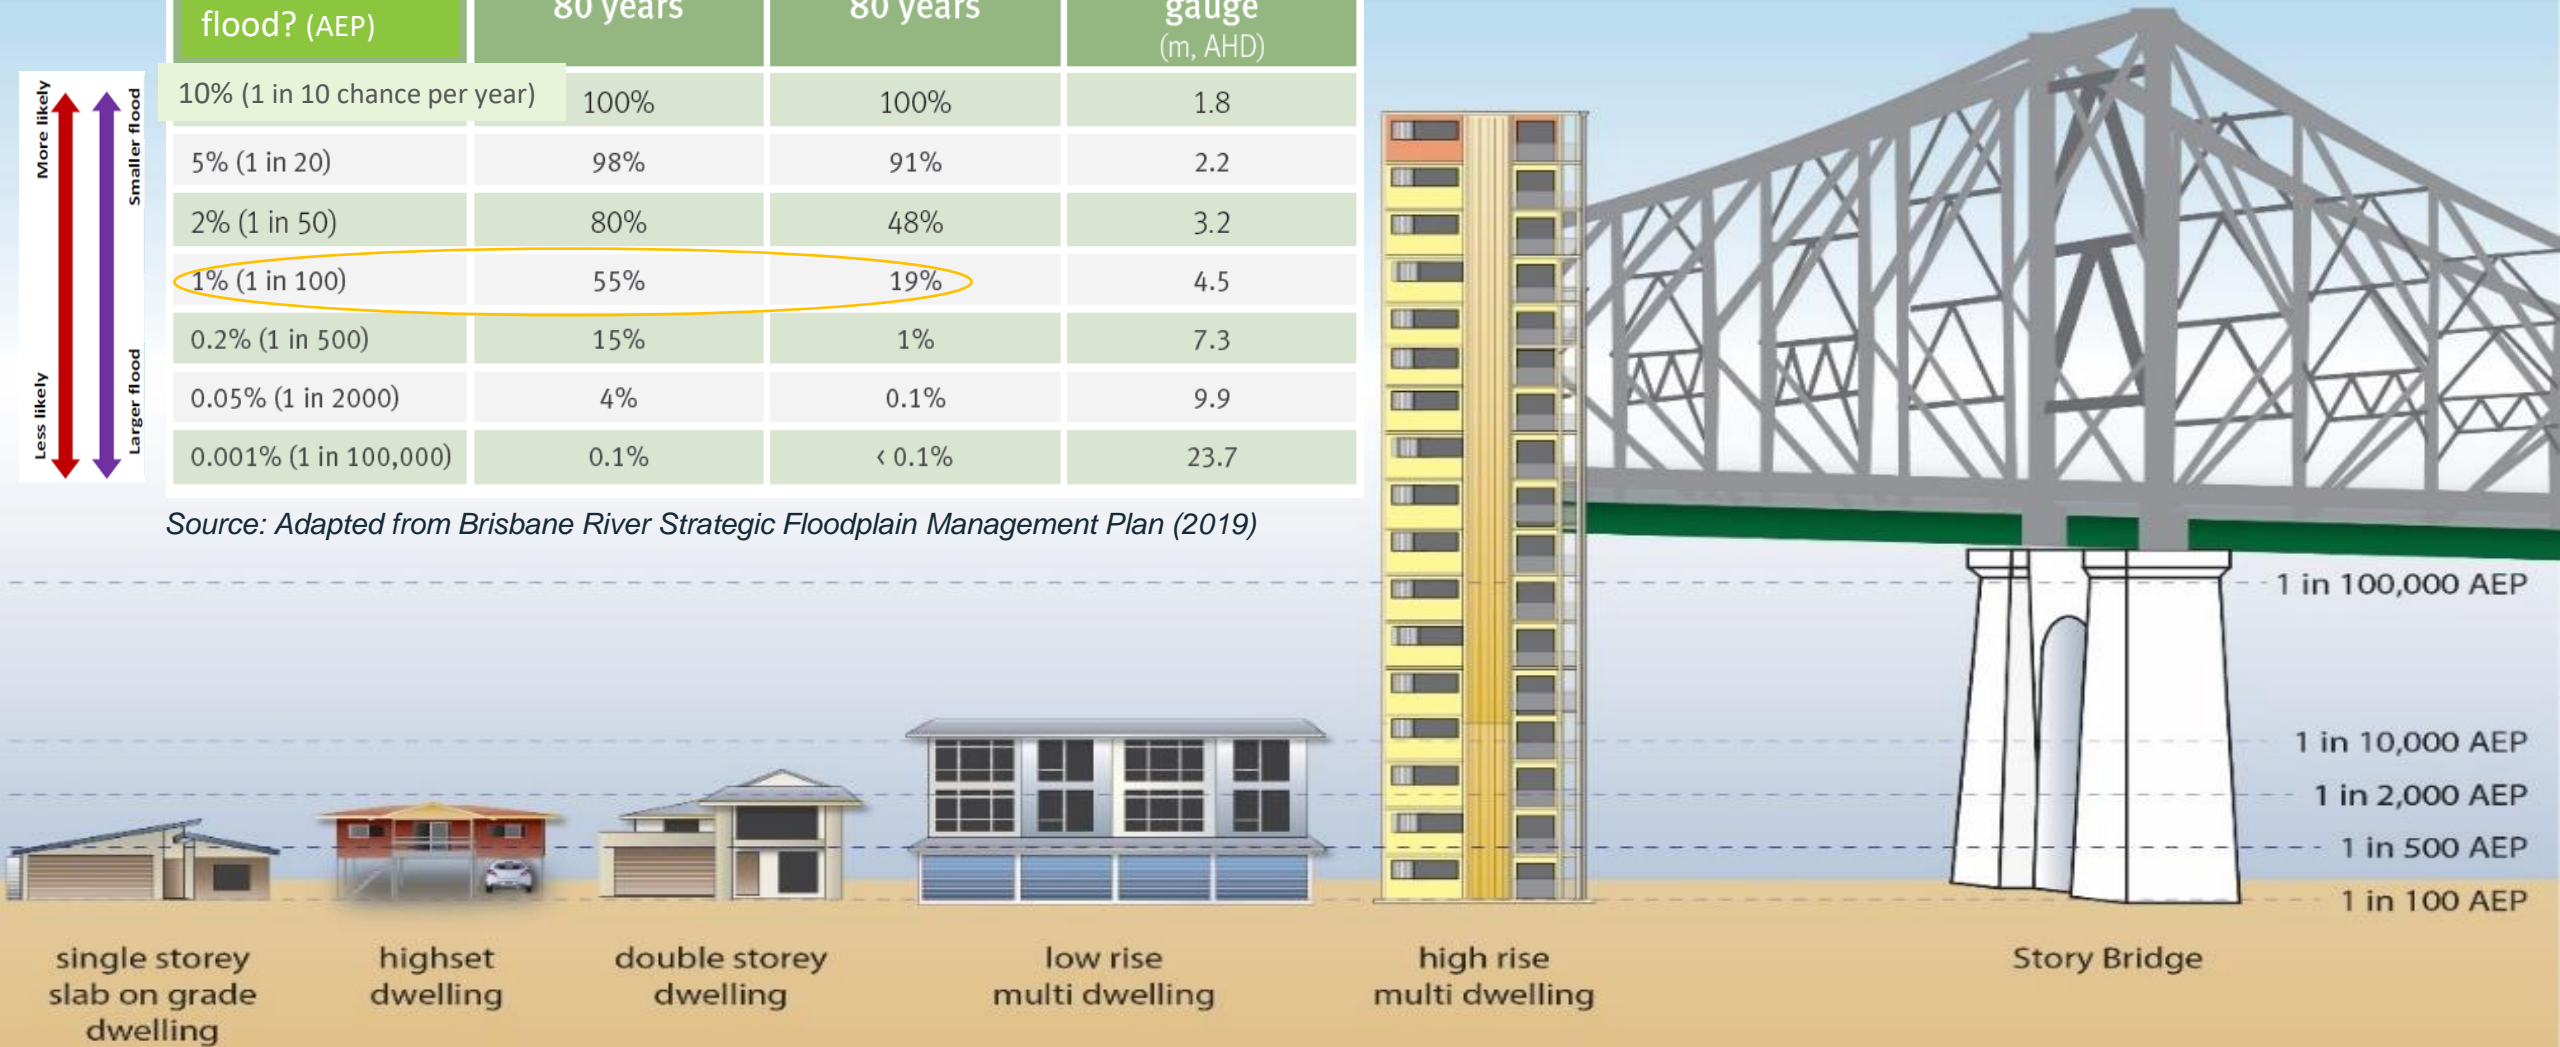 flood? (AEP)
80 years
80 years
gauge
(m, AHD)
More likely
Smaller flood
Less likely
Larger flood
10% (1 in 10 chance per year)
100%
100%
1.8
5% (1 in 20)
98%
91%
2.2
2% (1 in 50)
80%
48%
3.2
1% (1 in 100)
55%
19%
4.5
0.2% (1 in 500)
15%
1%
7.3
0.05% (1 in 2000)
4%
0.1%
9.9
0.001% (1 in 100,000)
0.1%
< 0.1%
23.7
Source: Adapted from Brisbane River Strategic Floodplain Management Plan (2019)
1 in 100,000 AEP
1 in 10,000 AEP
1 in 2,000 AEP
1 in 500 AEP
1 in 100 AEP
single storey
slab on grade
dwelling
highset
dwelling
double storey
dwelling
low rise
multi dwelling
high rise
multi dwelling
Story Bridge